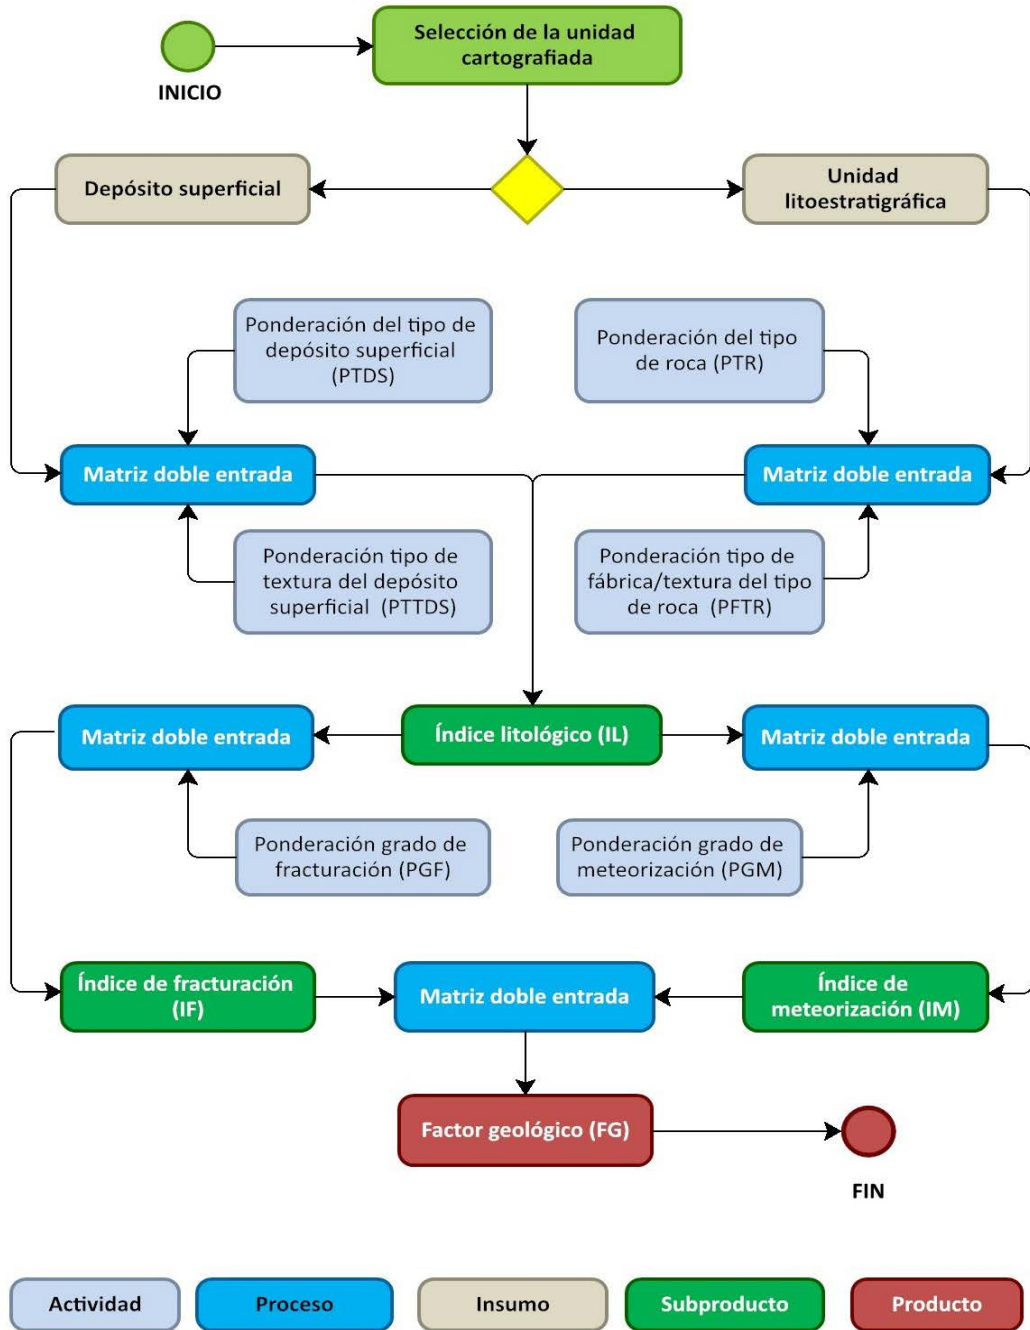 Selección de la unidad
cartografiada
INICIO
Depósito superficial
Unidad
litoestratigráfica
Ponderación del tipo de
depósito superficial
(PTDS)
Ponderación del tipo
de roca (PTR)
Matriz doble entrada
Matriz doble entrada
Ponderación tipo de
textura del depósito
superficial (PTTDS)
Ponderación tipo de
fábrica/textura del tipo
de roca (PFTR)
Matriz doble entrada
Índice litológico (IL)
Matriz doble entrada
Ponderación grado de
fracturación (PGF)
Ponderación grado de
meteorización (PGM)
Índice de fracturación
(IF)
Matriz doble entrada
Índice de
meteorización (IM)
Factor geológico (FG)
FIN
Actividad
Proceso
Insumo
Subproducto
Producto